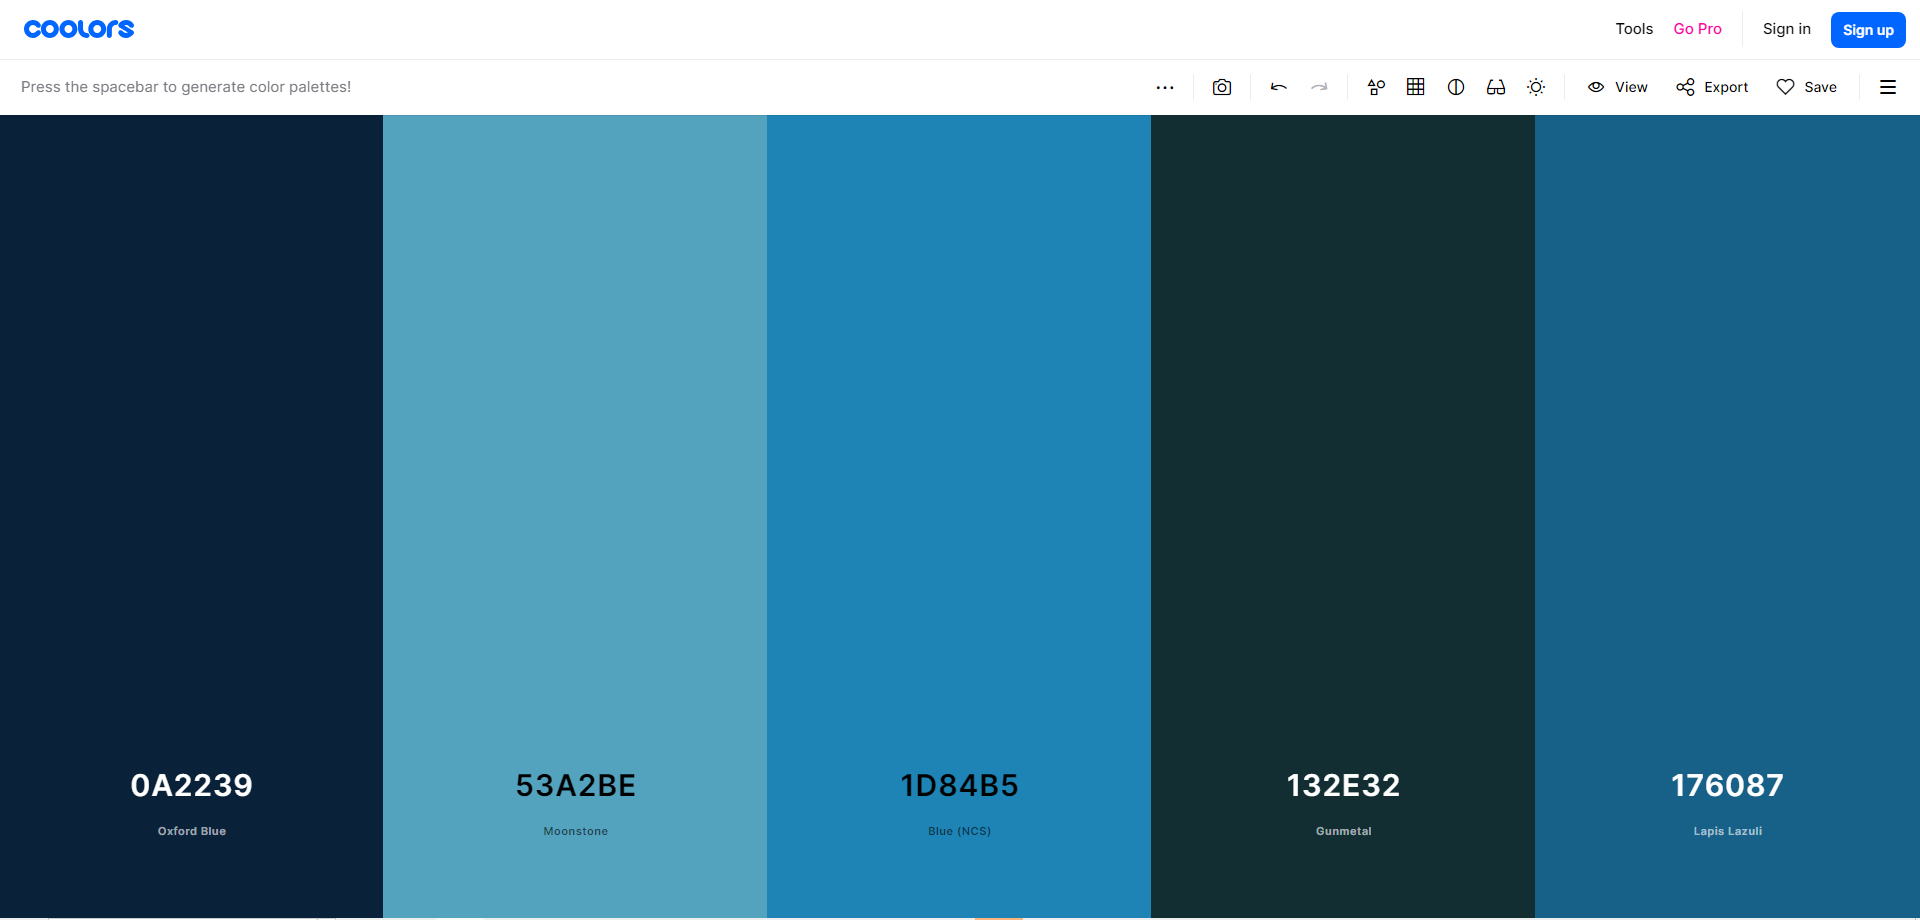 coolors
Tools Go Pro Sign in Sign up
Press the spacebar to generate color palettes! View Export Save
0A2239 53A2BE 1D84B5 132E32 176087
Oxford Blue Moonstone Blue (NCS) Gunmetal Lapis Lazuli